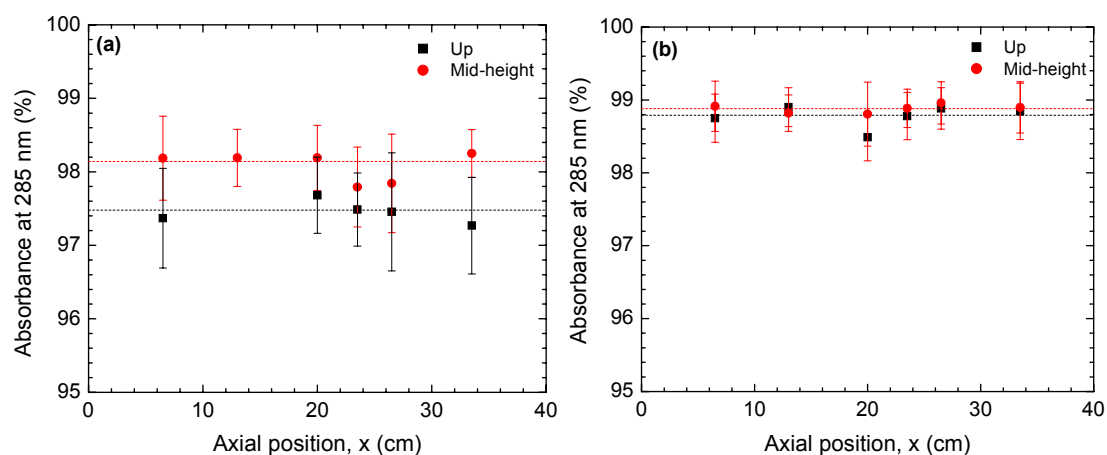 (a)
Up
Mid-height
100
99
98
97
96
95
0
10
20
30
40
Absorbance at 285 nm (%)
Axial position, x (cm)
(b)
Up
Mid-height
100
99
98
97
96
95
0
10
20
30
40
Absorbance at 285 nm (%)
Axial position, x (cm)